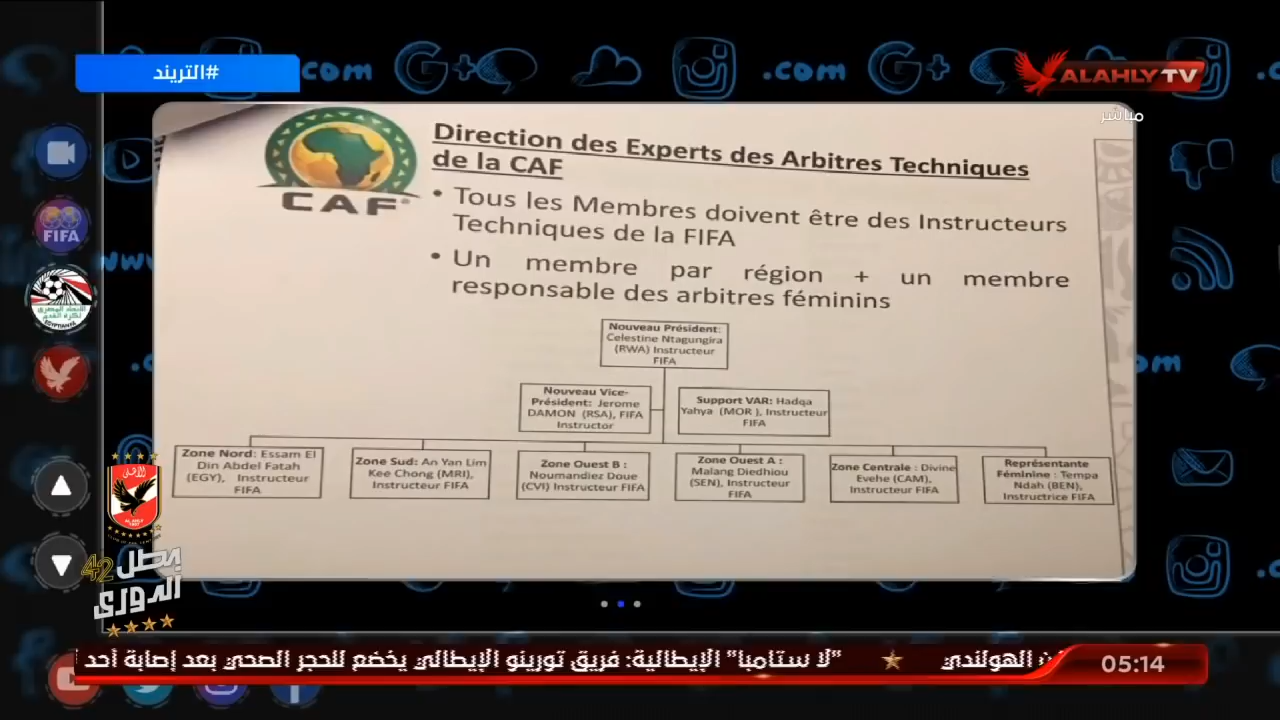 #التريند
.com
G+
.com
G+
ALAHLY TV
مباشر
CAF
Direction des Experts des Arbitres Techniques
de la CAF
• Tous les Membres doivent être des Instructeurs
Techniques de la FIFA
• Un membre par région + un membre
responsable des arbitres féminins
FIFA
www
Nouveau Président:
Celestine Ntagungira
(RWA) Instructeur
FIFA
Nouveau Vice-
Président: Jerome
DAMON (RSA), FIFA
Instructor
Support VAR: Hadqa
Yahya (MOR ), Instructeur
FIFA
Zone Nord: Essam El
Din Abdel Fatah
(EGY), Instructeur
FIFA
Zone Sud: An Yan Lim
Kee Chong (MRI),
Instructeur FIFA
Zone Ouest B :
Noumandiez Doue
(CVI) Instructeur FIFA
Zone Ouest A :
Malang Diedhiou
(SEN), Instructeur
FIFA
Zone Centrale : Divine
Evehe (CAM),
Instructeur FIFA
Représentante
Féminine : Tempa
Ndah (BEN),
Instructrice FIFA
الأهلي
بطل 42
الدوري
الهولندي ★ "لا ستامبا" الإيطالية: فريق تورينو الإيطالي يخضع للحجر الصحي بعد إصابة أحد
05:14